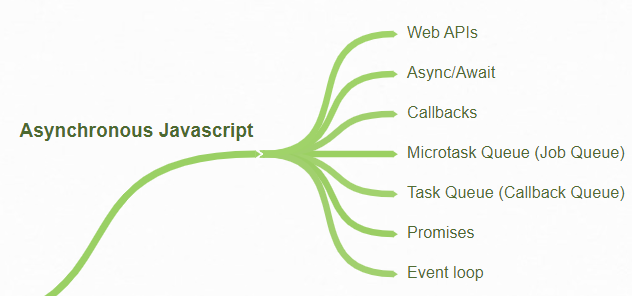 Asynchronous Javascript
Web APIs
Async/Await
Callbacks
Microtask Queue (Job Queue)
Task Queue (Callback Queue)
Promises
Event loop